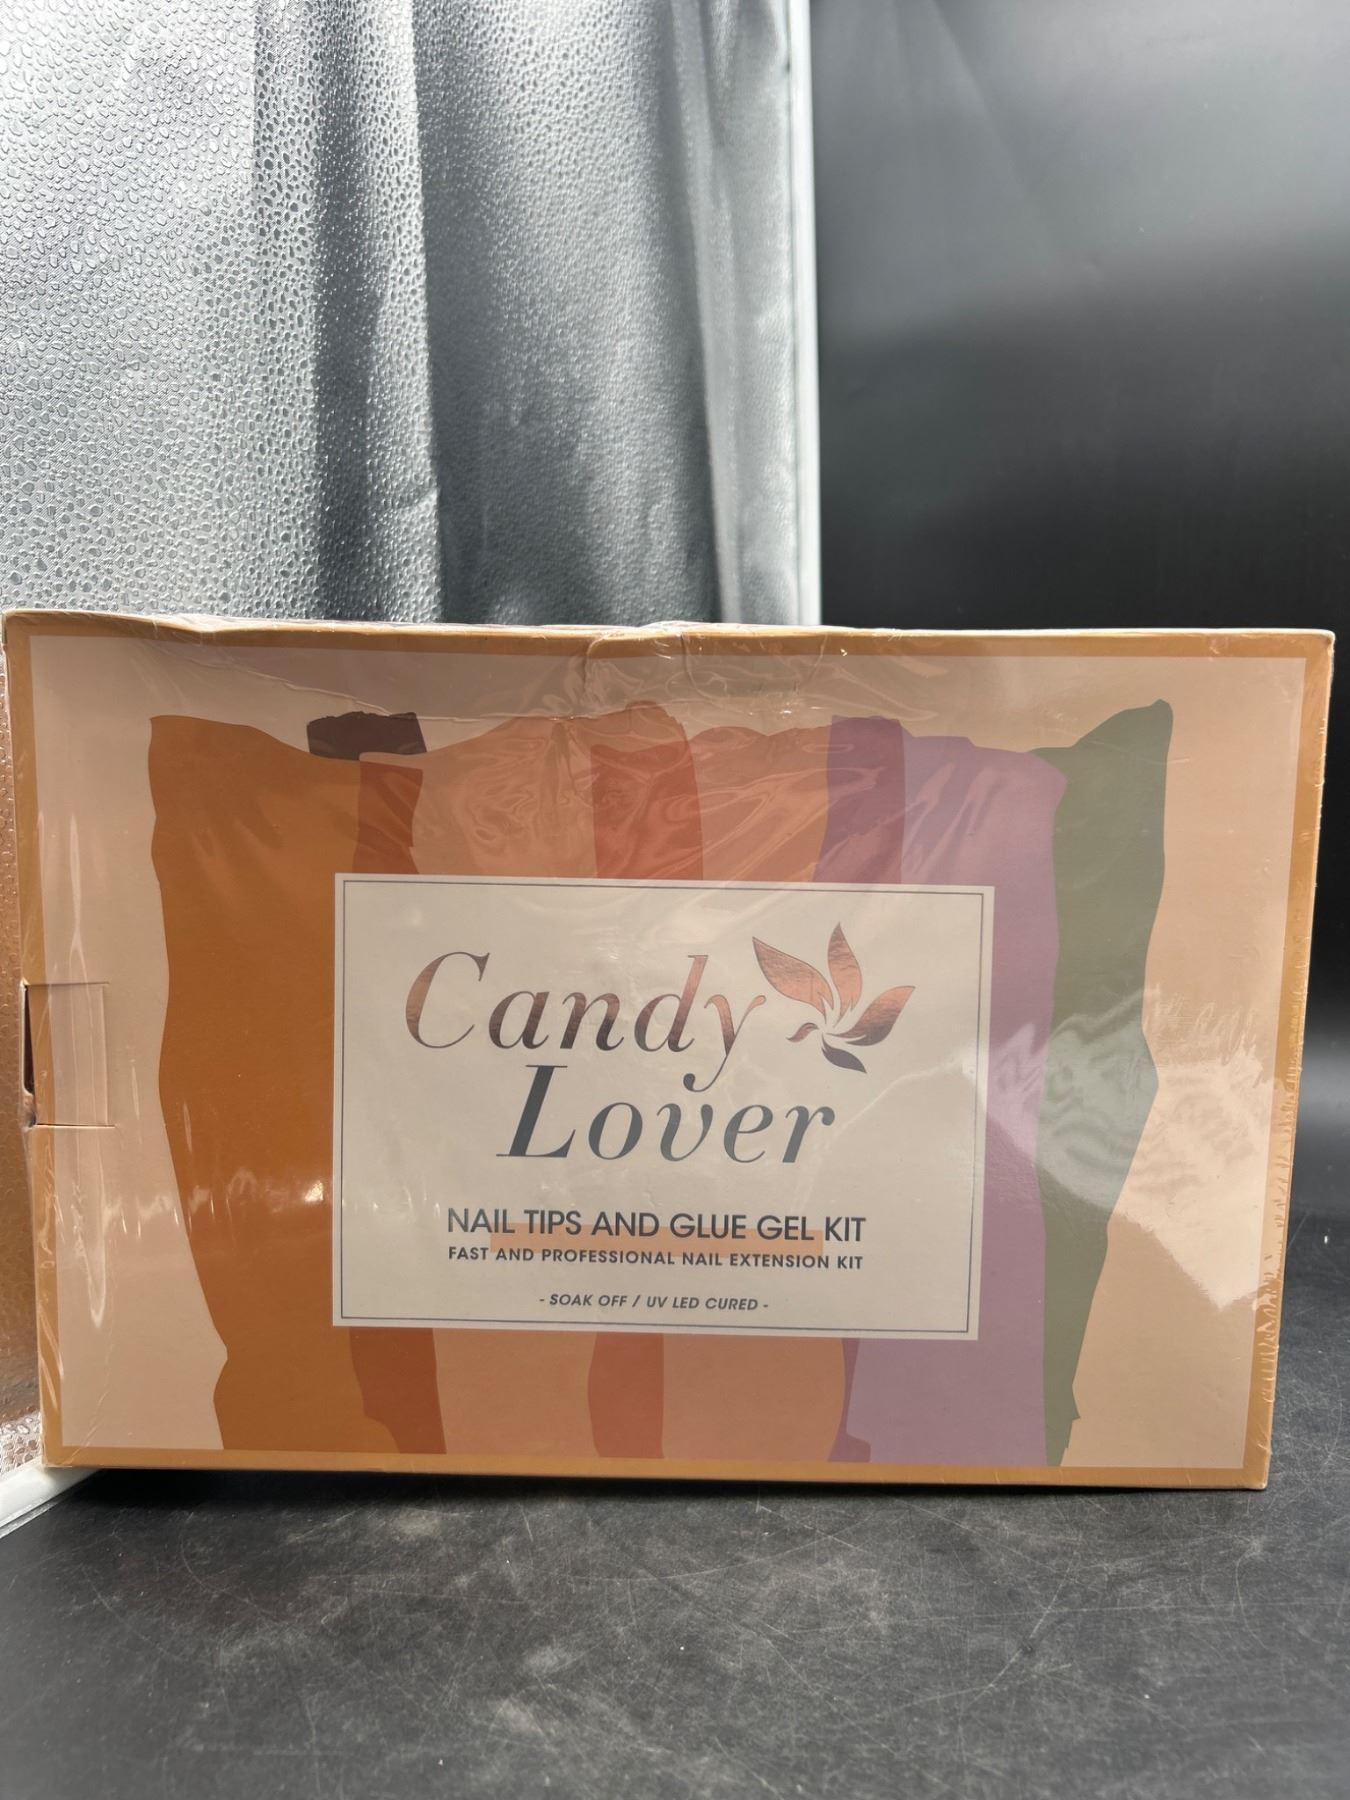 Candy
Lover
NAIL TIPS AND GLUE GEL KIT
FAST AND PROFESSIONAL NAIL EXTENSION KIT
- SOAK OFF / UV LED CURED -